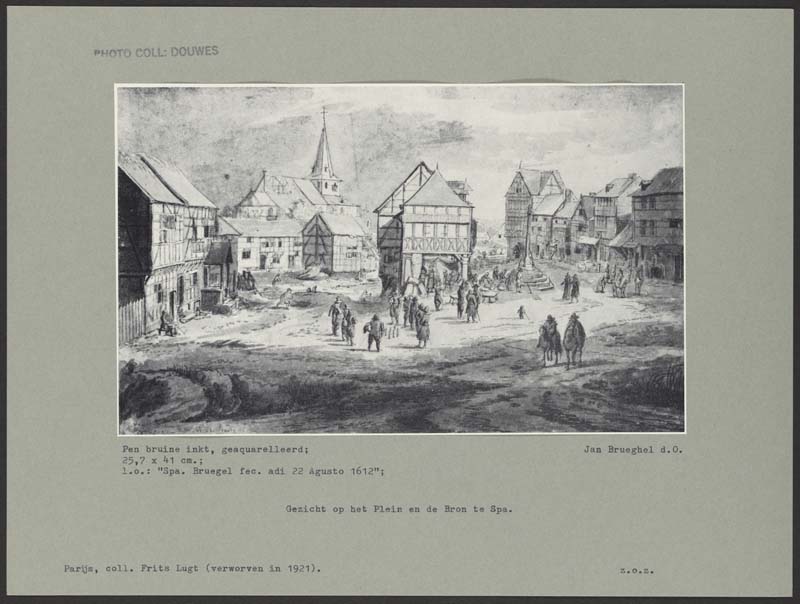 PHOTO COLL: DOUWES
Pen bruine inkt, geaquarelleerd;
25,7 x 41 cm.;
l.o.: "Spa. Bruegel fec. adi 22 Agusto 1612";
Jan Brueghel d.O.
Gezicht op het Plein en de Bron te Spa.
Parijs, coll. Frits Lugt (verworven in 1921).
z.o.z.